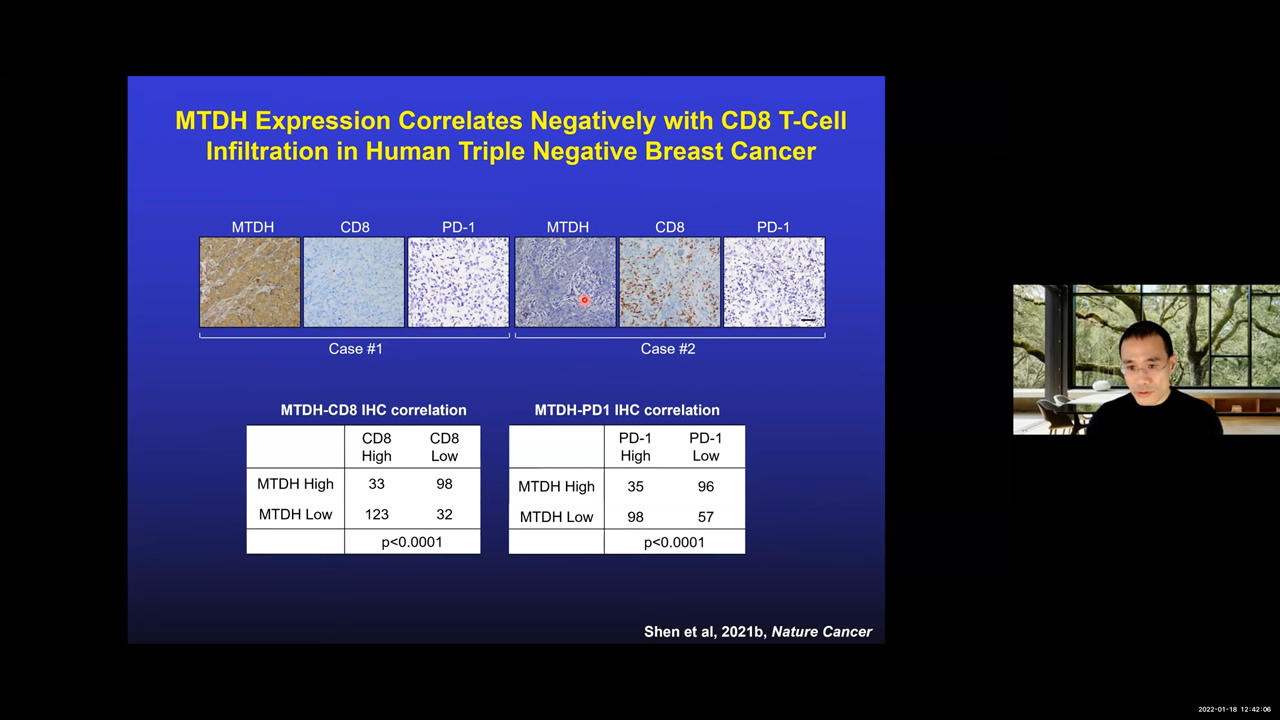 MTDH Expression Correlates Negatively with CD8 T-Cell
Infiltration in Human Triple Negative Breast Cancer
MTDH CD8 PD-1 MTDH CD8 PD-1
Case #1 Case #2
MTDH-CD8 IHC correlation
CD8 High CD8 Low
MTDH High 33 98
MTDH Low 123 32
p<0.0001
MTDH-PD1 IHC correlation
PD-1 High PD-1 Low
MTDH High 35 96
MTDH Low 98 57
p<0.0001
Shen et al, 2021b, Nature Cancer
2022-01-18 12:42:06